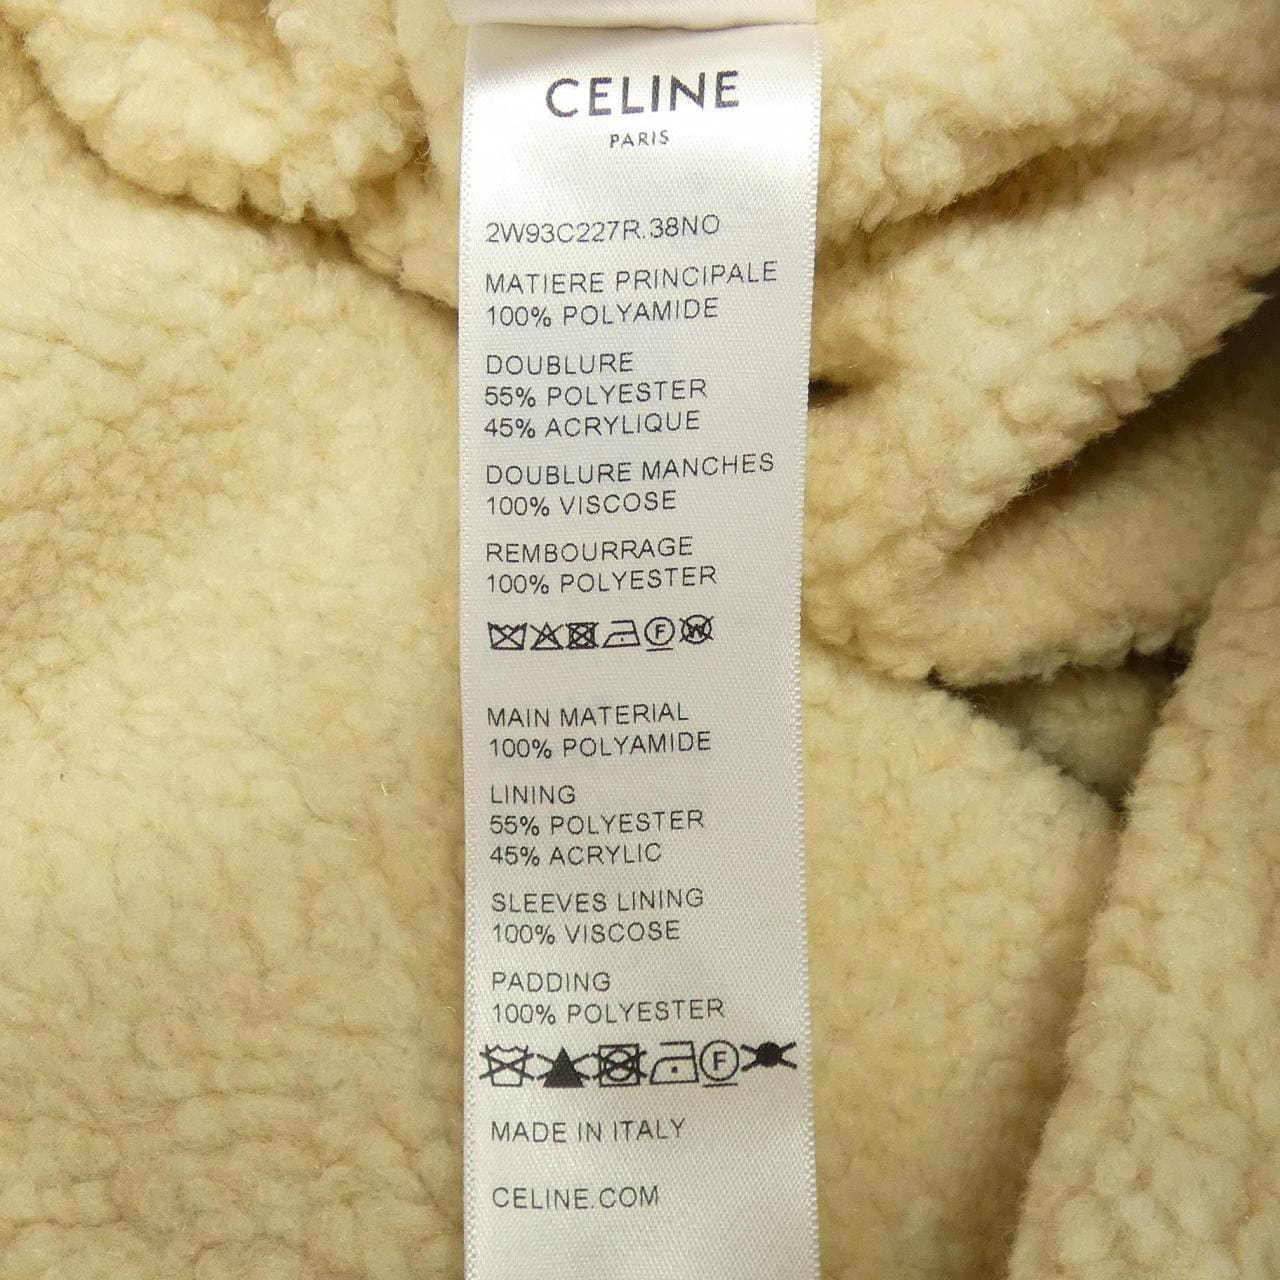 CELINE
PARIS
2W93C227R.38NO
MATIERE PRINCIPALE
100% POLYAMIDE
DOUBLURE
55% POLYESTER
45% ACRYLIQUE
DOUBLURE MANCHES
100% VISCOSE
REMBOURRAGE
100% POLYESTER
F W
MAIN MATERIAL
100% POLYAMIDE
LINING
55% POLYESTER
45% ACRYLIC
SLEEVES LINING
100% VISCOSE
PADDING
100% POLYESTER
F
MADE IN ITALY
CELINE.COM